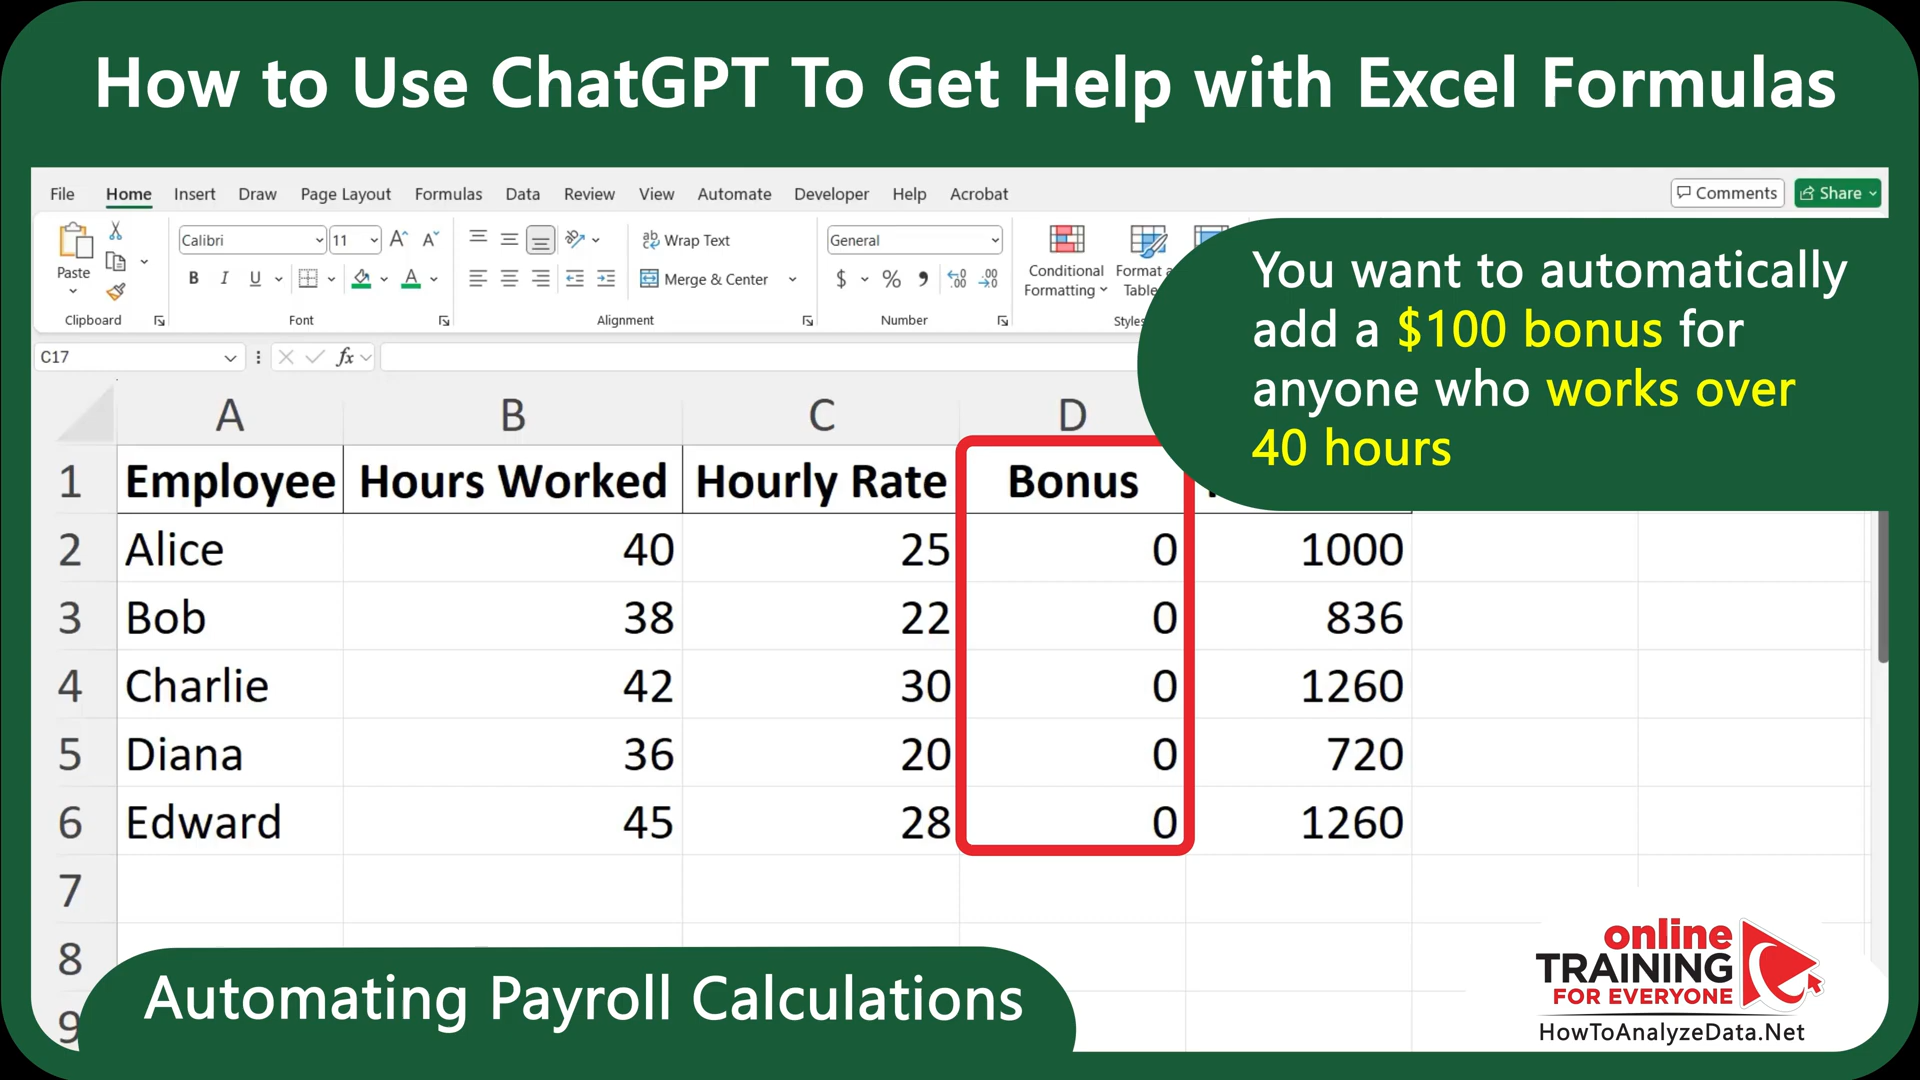 How to Use ChatGPT To Get Help with Excel Formulas
File Home Insert Draw Page Layout Formulas Data Review View Automate Developer Help Acrobat Comments Share
Calibri 11 Wrap Text General
Paste B I U Merge & Center $ % Conditional Formatting Format a Table
Clipboard Font Alignment Number Styles
You want to automatically
add a $100 bonus for
anyone who works over
40 hours
C17 fx
A B C D
1 Employee Hours Worked Hourly Rate Bonus
2 Alice 40 25 0 1000
3 Bob 38 22 0 836
4 Charlie 42 30 0 1260
5 Diana 36 20 0 720
6 Edward 45 28 0 1260
7
8
9
Automating Payroll Calculations
online
TRAINING
FOR EVERYONE
HowToAnalyzeData.Net